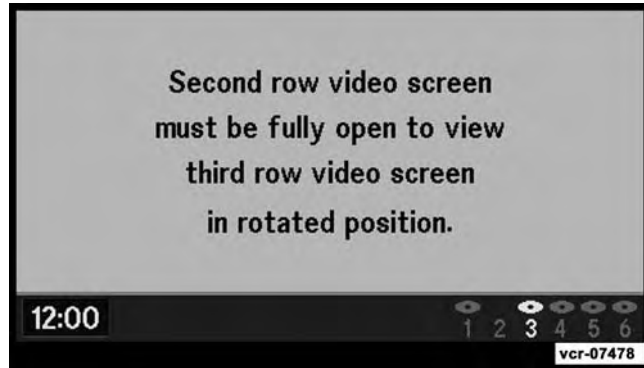 Second row video screen
must be fully open to view
third row video screen
in rotated position.
12:00
1 2 3 4 5 6
vcr-07478